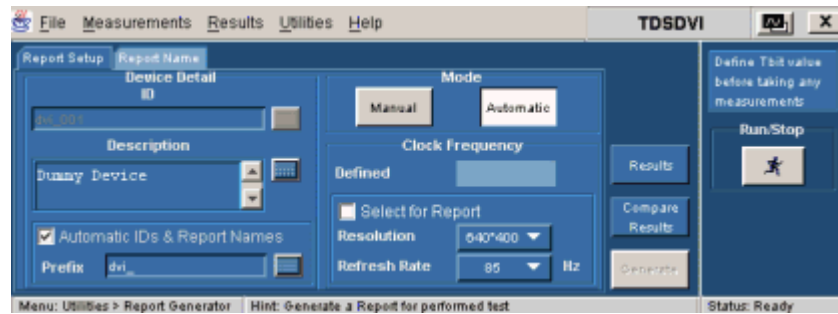 File Measurements Results Utilities Help TDSDVI X
Report Setup Report Name
Device Detail
ID
dvi_001
Description
Dummy Device
Automatic IDs & Report Names
Prefix dvi_
Mode
Manual Automatic
Clock Frequency
Defined
Select for Report
Resolution 640*400
Refresh Rate 85 Hz
Results
Compare
Results
Generate
Define Tbit value
before taking any
measurements
Run/Stop
Menu: Utilities > Report Generator Hint: Generate a Report for performed test Status: Ready